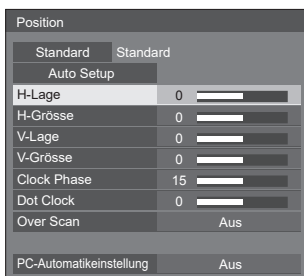 Position
Standard Standard
Auto Setup
H-Lage 0
H-Grösse 0
V-Lage 0
V-Grösse 0
Clock Phase 15
Dot Clock 0
Over Scan Aus
PC-Automatikeinstellung Aus